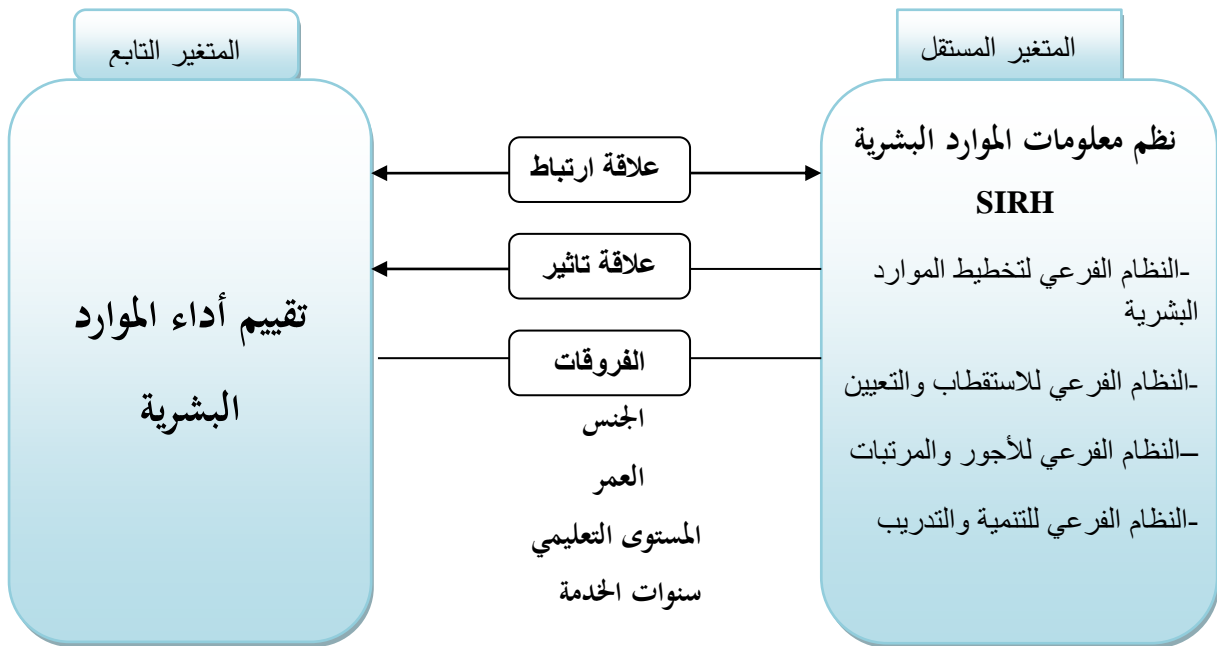 المتغير المستقل
نظم معلومات الموارد البشرية
SIRH
-النظام الفرعي لتخطيط الموارد
البشرية
-النظام الفرعي للاستقطاب والتعيين
–النظام الفرعي للأجور والمرتبات
-النظام الفرعي للتنمية والتدريب
علاقة ارتباط
علاقة تاثير
الفروقات
الجنس
العمر
المستوى التعليمي
سنوات الخدمة
المتغير التابع
تقييم أداء الموارد
البشرية